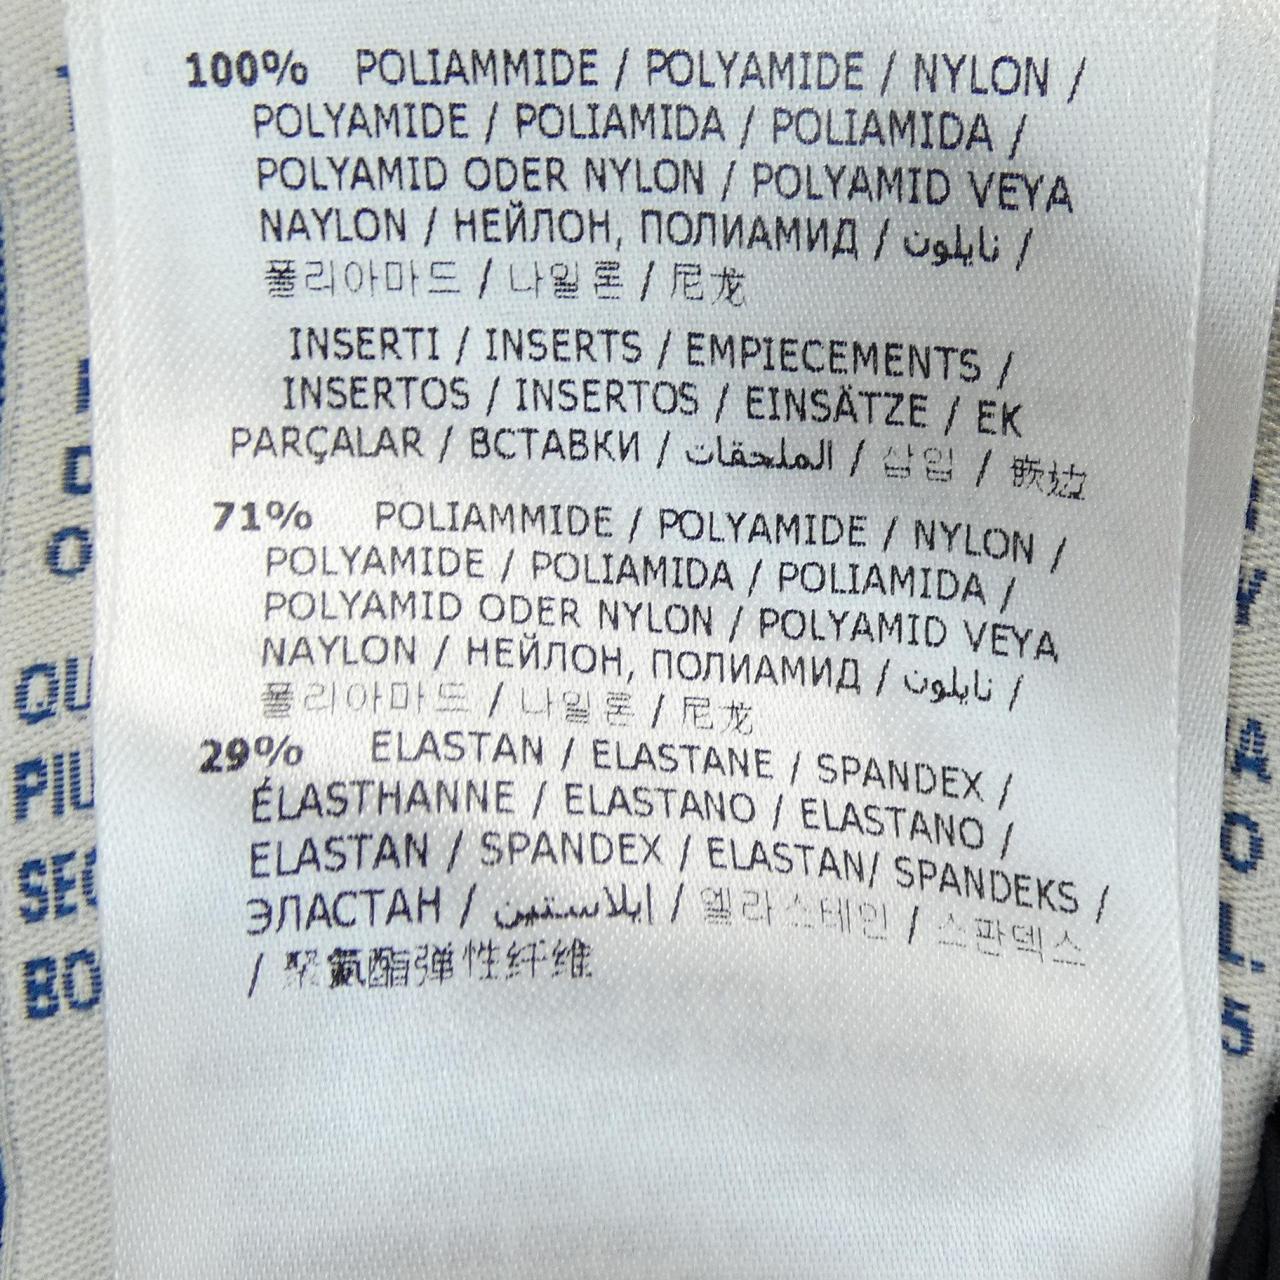 100% POLIAMMIDE / POLYAMIDE / NYLON /
POLYAMIDE / POLIAMIDA / POLIAMIDA /
POLYAMID ODER NYLON / POLYAMID VEYA
NAYLON / НЕЙЛОН, ПОЛИАМИД / نايلون /
폴리아마드 / 나일론 / 尼龙
INSERTI / INSERTS / EMPIECEMENTS /
INSERTOS / INSERTOS / EINSÄTZE / EK
PARÇALAR / ВСТАВКИ / الملحقات / 삽입 / 嵌边
71% POLIAMMIDE / POLYAMIDE / NYLON /
POLYAMIDE / POLIAMIDA / POLIAMIDA /
POLYAMID ODER NYLON / POLYAMID VEYA
NAYLON / НЕЙЛОН, ПОЛИАМИД / نايلون /
폴리아마드 / 나일론 / 尼龙
29% ELASTAN / ELASTANE / SPANDEX /
ÉLASTHANNE / ELASTANO / ELASTANO /
ELASTAN / SPANDEX / ELASTAN/ SPANDEKS /
ЭЛАСТАН / إيلاستين / 엘라스테인 / 스판덱스
/ 聚氨酯弹性纤维